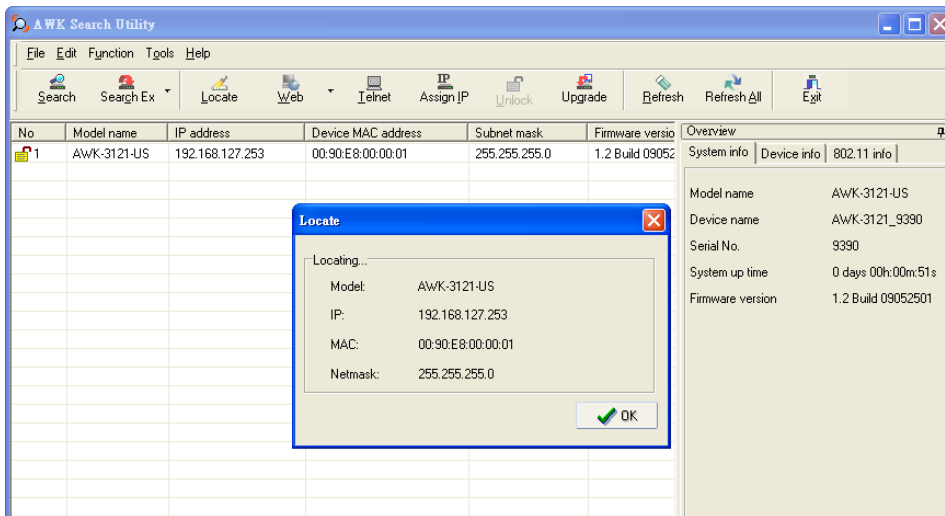 AWK Search Utility
File Edit Function Tools Help
Search Search Ex Locate Web Telnet Assign IP Unlock Upgrade Refresh Refresh All Exit
No Model name IP address Device MAC address Subnet mask Firmware versio
1 AWK-3121-US 192.168.127.253 00:90:E8:00:00:01 255.255.255.0 1.2 Build 09052
Overview
System info Device info 802.11 info
Model name AWK-3121-US
Device name AWK-3121_9390
Serial No. 9390
System up time 0 days 00h:00m:51s
Firmware version 1.2 Build 09052501
Locate
Locating...
Model: AWK-3121-US
IP: 192.168.127.253
MAC: 00:90:E8:00:00:01
Netmask: 255.255.255.0
OK